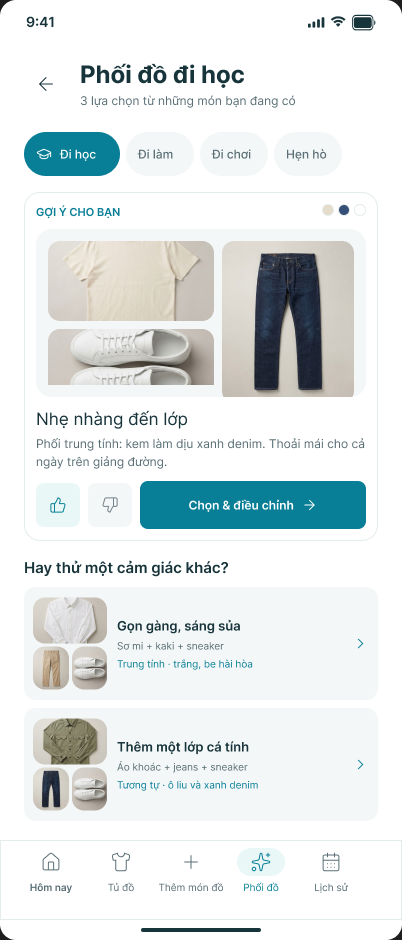 9:41
Phối đồ đi học
3 lựa chọn từ những món bạn đang có
Đi học
Đi làm
Đi chơi
Hẹn hò
GỢI Ý CHO BẠN
Nhẹ nhàng đến lớp
Phối trung tính: kem làm dịu xanh denim. Thoải mái cho cả
ngày trên giảng đường.
Chọn & điều chỉnh
Hay thử một cảm giác khác?
Gọn gàng, sáng sủa
Sơ mi + kaki + sneaker
Trung tính · trắng, be hài hòa
Thêm một lớp cá tính
Áo khoác + jeans + sneaker
Tương tự · ô liu và xanh denim
Hôm nay
Tủ đồ
Thêm món đồ
Phối đồ
Lịch sử